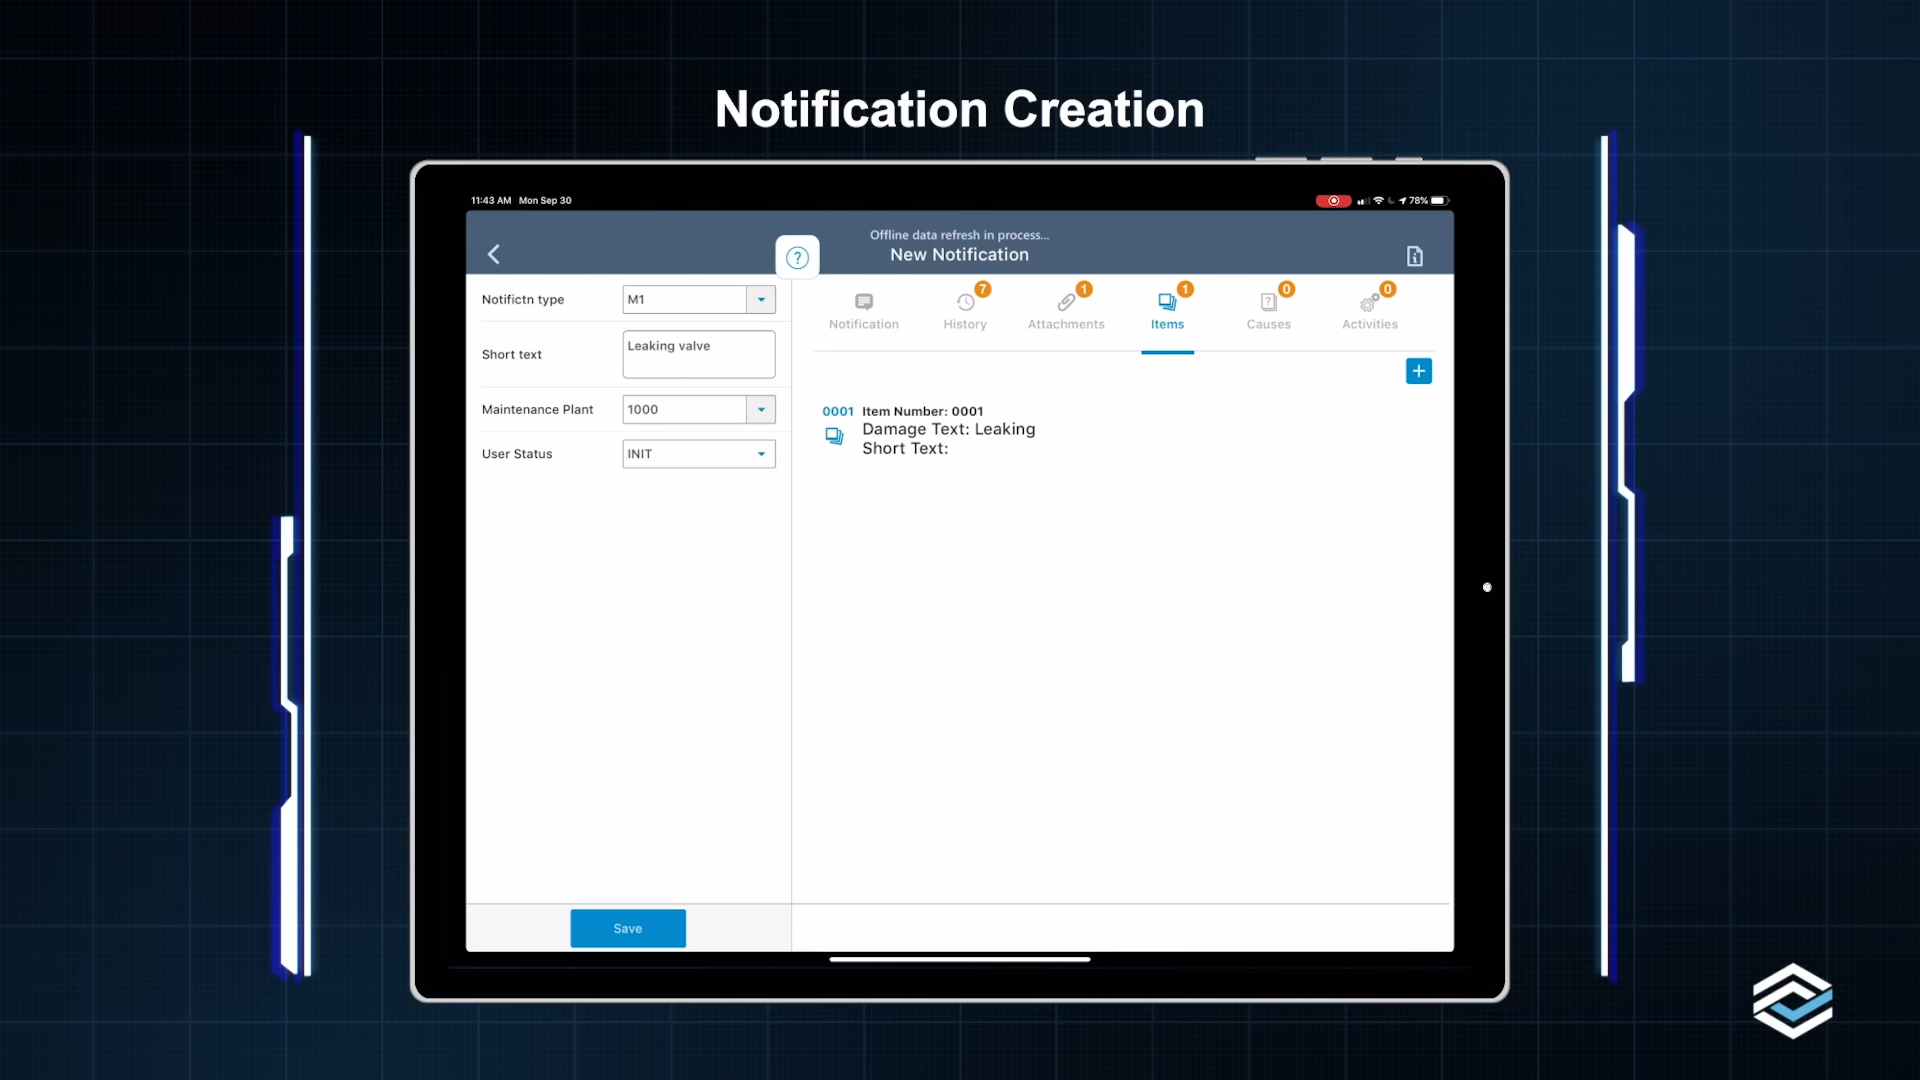 Notification Creation
11:43 AM Mon Sep 30
78%
Offline data refresh in process...
New Notification
?
Notifictn type
M1
Short text
Leaking valve
Maintenance Plant
1000
User Status
INIT
Save
Notification
7
History
1
Attachments
1
Items
0
Causes
0
Activities
+
0001 Item Number: 0001
Damage Text: Leaking
Short Text: